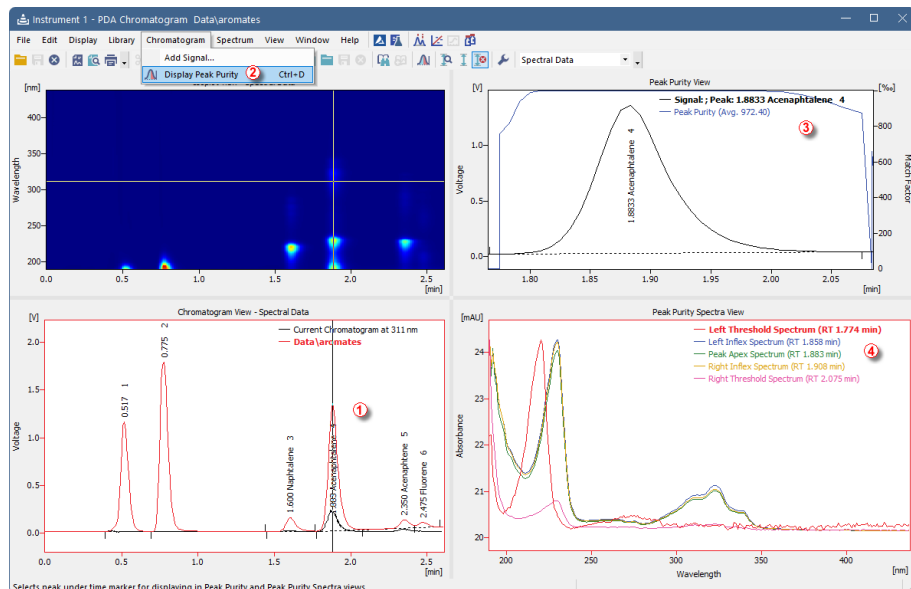 Instrument 1 - PDA Chromatogram Data\aromates
File Edit Display Library Chromatogram Spectrum View Window Help
Add Signal...
Display Peak Purity 2 Ctrl+D
Spectral Data
[nm]
400-
350-
300-
250-
200-
Wavelength
0.0 0.5 1.0 1.5 2.0 2.5
[min]
Peak Purity View
[V]
[‰]
Signal: ; Peak: 1.8833 Acenaphtalene 4
Peak Purity (Avg. 972.40)
3
1.8833 Acenaphtalene 4
1.0-
0.5-
0.0-
Voltage
800
600
400
200
0
Match Factor
1.80 1.85 1.90 1.95 2.00 2.05
[min]
Chromatogram View - Spectral Data
[V]
Current Chromatogram at 311 nm
Data\aromates
2.0-
1.0-
0.5-
0.0-
Voltage
0.517 1
0.775 2
1.600 Naphtalene 3
1.883 Acenaphtalene 4
2.350 Acenaphtene 5
2.475 Fluorene 6
1
0.0 0.5 1.0 1.5 2.0 2.5
[min]
Peak Purity Spectra View
[mAU]
Left Threshold Spectrum (RT 1.774 min)
Left Inflex Spectrum (RT 1.858 min)
Peak Apex Spectrum (RT 1.883 min)
Right Inflex Spectrum (RT 1.908 min)
Right Threshold Spectrum (RT 2.075 min)
4
24
23
22
21
20
Absorbance
200 250 300 350 400
Wavelength
[nm]
Selects peak under time marker for displaying in Peak Purity and Peak Purity Spectra views